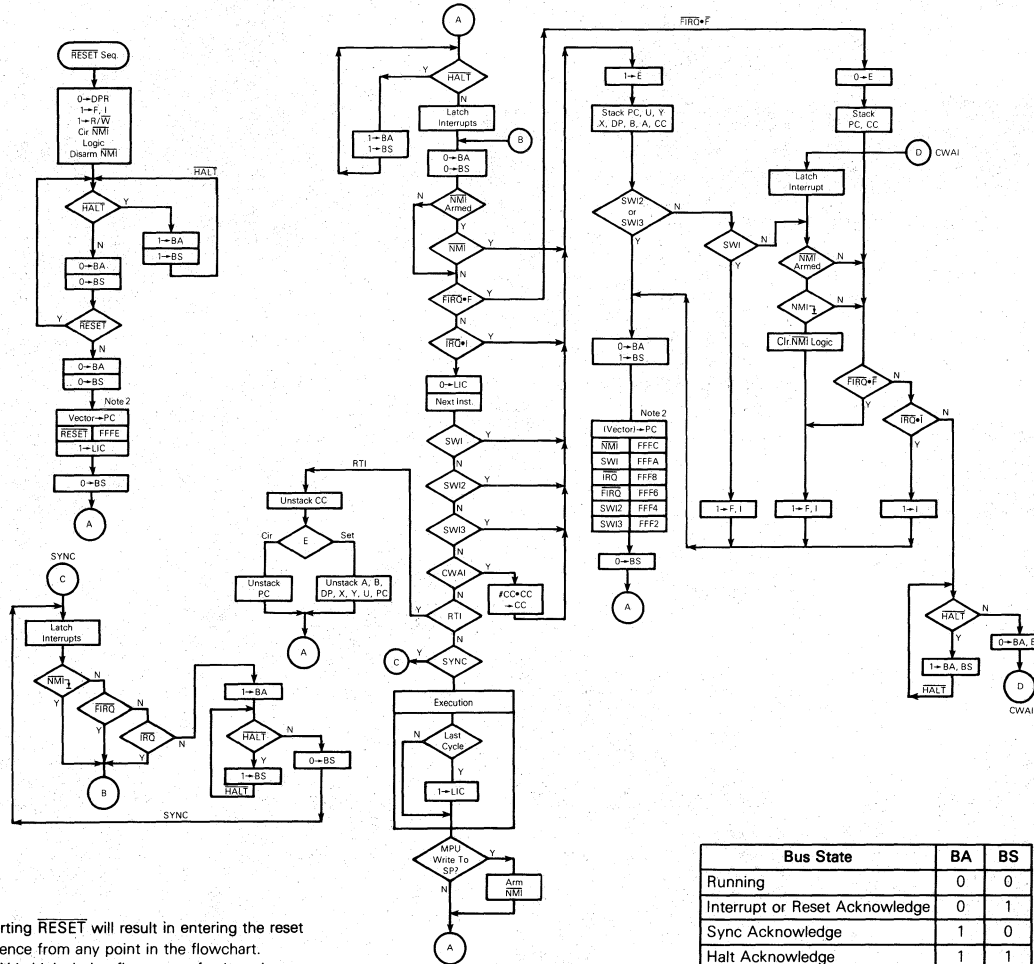 RESET Seq.
0→DPR
1→F, I
1→R/W
Clr NMI
Logic
Disarm NMI
HALT
HALT
Y
N
1→BA
1→BS
0→BA
0→BS
RESET
Y
N
0→BA
0→BS
Note 2
Vector→PC
RESET FFFE
1→LIC
0→BS
A
SYNC
C
Latch
Interrupts
NMI
N
Y
FIRQ
N
Y
IRQ
N
Y
B
1→BA
HALT
N
Y
1→BS
HALT
0→BS
SYNC
A
HALT
Y
N
1→BA
1→BS
Latch
Interrupts
B
0→BA
0→BS
NMI
Armed
N
Y
NMI
Y
N
FIRQ•F
Y
N
IRQ•I
Y
N
0→LIC
Next Inst.
SWI
Y
N
SWI2
Y
N
SWI3
Y
N
CWAI
Y
N
#CC•CC
→CC
RTI
Y
N
RTI
Unstack CC
E
Clr
Set
Unstack
PC
Unstack A, B,
DP, X, Y, U, PC
A
SYNC
Y
C
Execution
Last
Cycle
N
Y
1→LIC
MPU
Write To
SP?
Y
N
Arm
NMI
A
FIRQ•F
1→E
Stack PC, U, Y
X, DP, B, A, CC
SWI2
or
SWI3
N
Y
SWI
N
Y
0→BA
1→BS
Note 2
(Vector)→PC
NMI FFFC
SWI FFFA
IRQ FFF8
FIRQ FFF6
SWI2 FFF4
SWI3 FFF2
0→BS
A
0→E
Stack
PC, CC
D CWAI
Latch
Interrupt
NMI
Armed
N
Y
NMI
N
Y
Clr NMI Logic
FIRQ•F
N
Y
IRQ•I
N
Y
1→F, I
1→F, I
1→I
HALT
N
Y
1→BA, BS
HALT
0→BA,
D
CWAI
Bus State BA BS
Running 0 0
Interrupt or Reset Acknowledge 0 1
Sync Acknowledge 1 0
Halt Acknowledge 1 1
rting RESET will result in entering the reset
ence from any point in the flowchart.